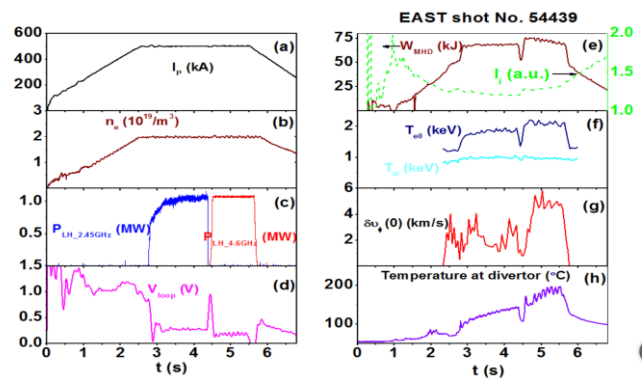 EAST shot No. 54439
600
400
200
3
(a)
I_P (kA)
2
1
0
n_e (10^19/m^3)
(b)
1.0
0.5
0.0
1.5
(c)
P_LH_2.45GHz (MW)
P_LH_4.6GHz (MW)
1.0
0.5
0.0
V_loop (V)
(d)
0 1 2 3 4 5 6
t (s)
75
50
25
W_MHD (kJ)
(e)
I_i (a.u.)
2.0
1.5
1.0
2
1
6
T_e0 (keV)
(f)
T_i0 (keV)
4
2
δυ_ϕ(0) (km/s)
(g)
200
100
Temperature at divertor (°C)
(h)
0 1 2 3 4 5 6
t (s)